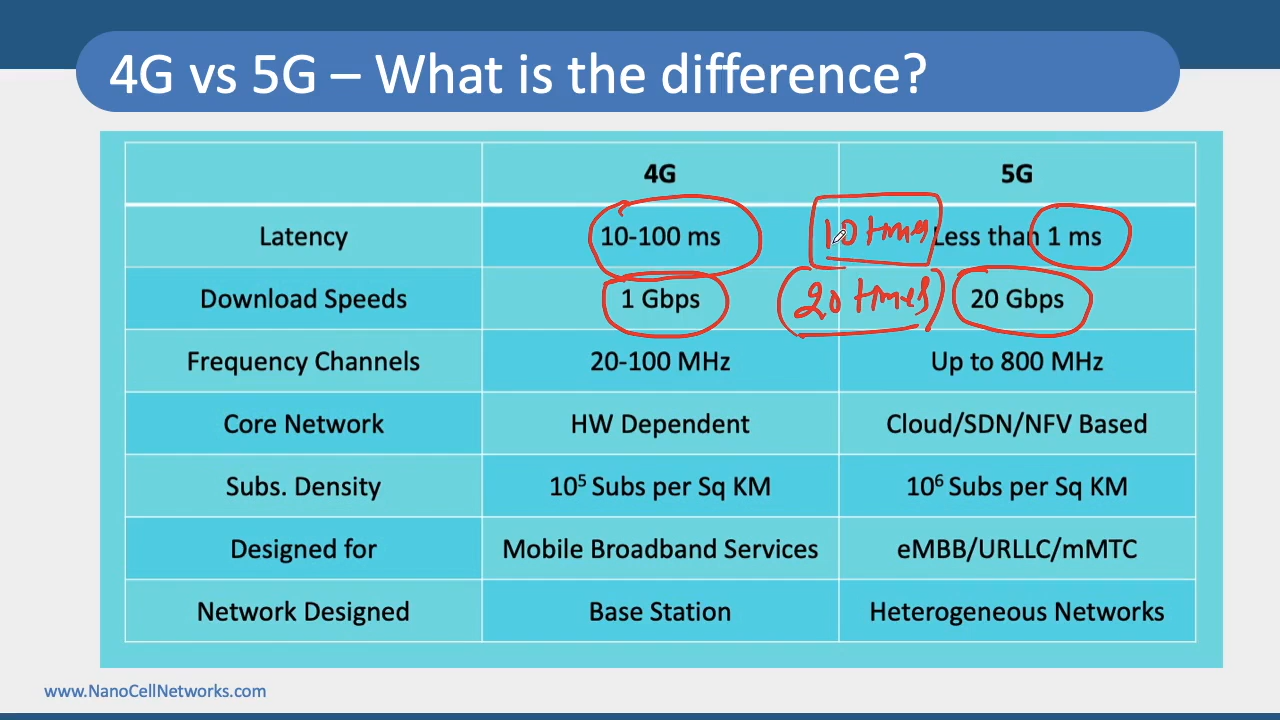 4G vs 5G – What is the difference?
4G 5G
Latency 10-100 ms 10 times Less than 1 ms
Download Speeds 1 Gbps 20 times 20 Gbps
Frequency Channels 20-100 MHz Up to 800 MHz
Core Network HW Dependent Cloud/SDN/NFV Based
Subs. Density 10⁵ Subs per Sq KM 10⁶ Subs per Sq KM
Designed for Mobile Broadband Services eMBB/URLLC/mMTC
Network Designed Base Station Heterogeneous Networks
www.NanoCellNetworks.com